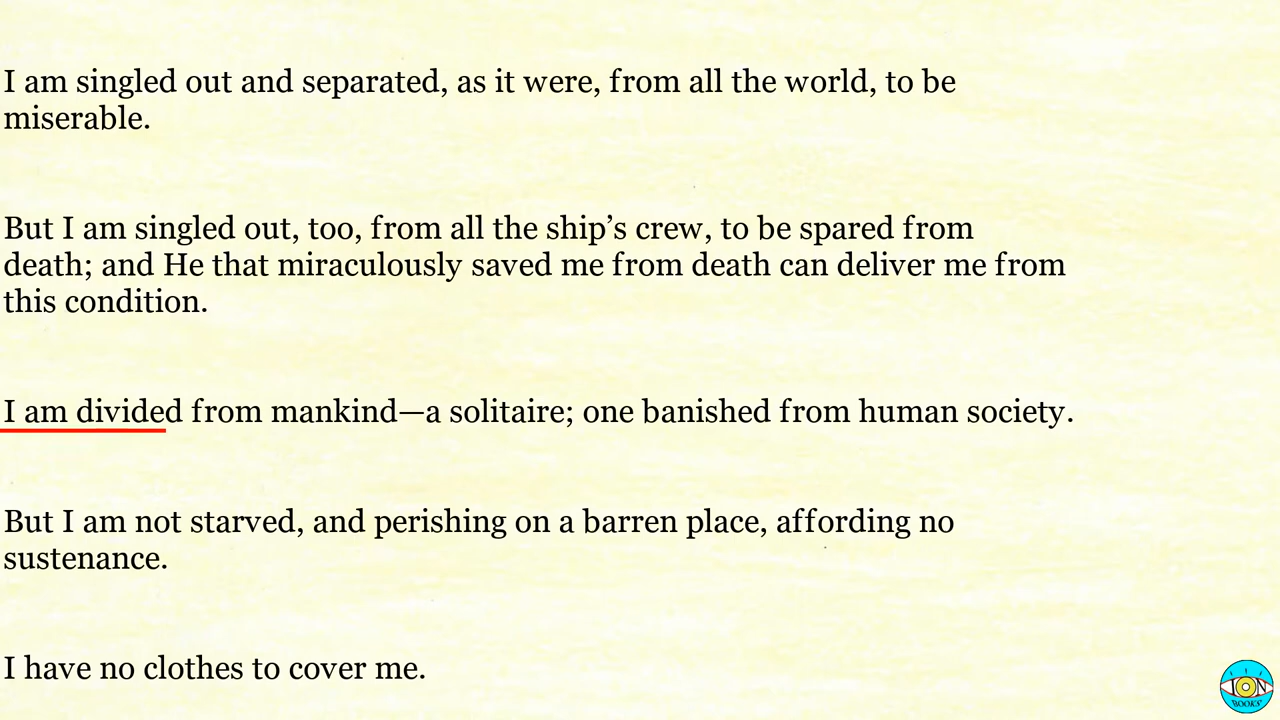 I am singled out and separated, as it were, from all the world, to be
miserable.
But I am singled out, too, from all the ship’s crew, to be spared from
death; and He that miraculously saved me from death can deliver me from
this condition.
I am divided from mankind—a solitaire; one banished from human society.
But I am not starved, and perishing on a barren place, affording no
sustenance.
I have no clothes to cover me.
ION
BOOKS